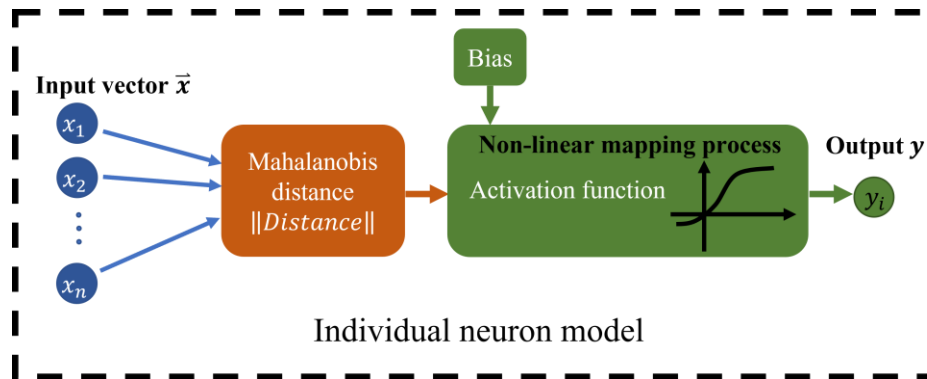 Bias
Input vector x⃗
x₁
x₂
⋮
xₙ
Mahalanobis
distance
‖Distance‖
Non-linear mapping process
Activation function
Output y
yᵢ
Individual neuron model